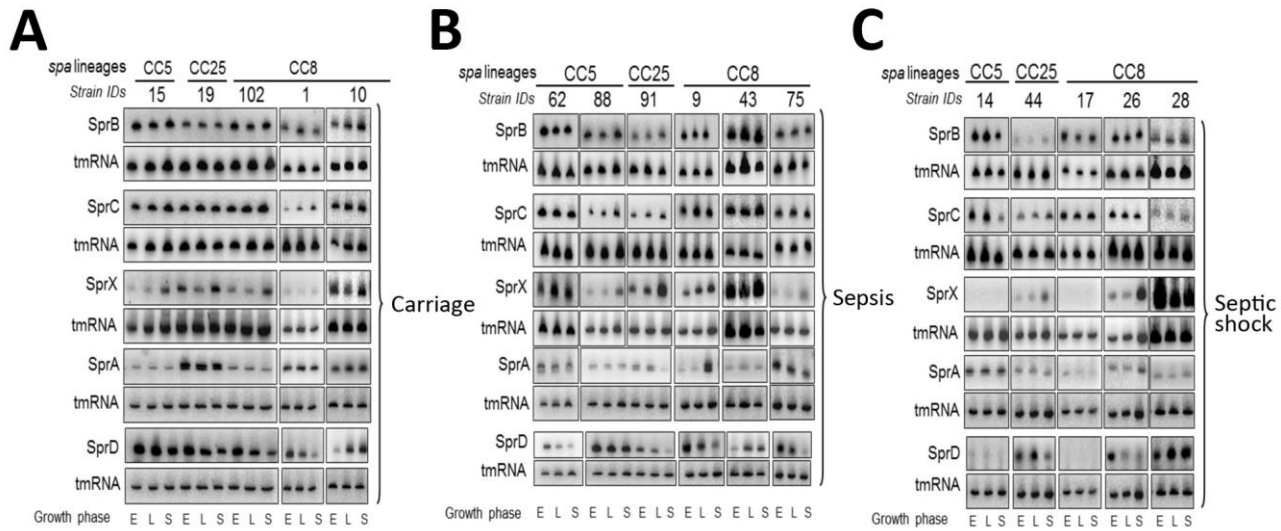 A
spa lineages CC5 CC25 CC8
Strain IDs 15 19 102 1 10
SprB
tmRNA
SprC
tmRNA
SprX
tmRNA
SprA
tmRNA
SprD
tmRNA
Growth phase E L S E L S E L S E L S E L S
Carriage
B
spa lineages CC5 CC25 CC8
Strain IDs 62 88 91 9 43 75
SprB
tmRNA
SprC
tmRNA
SprX
tmRNA
SprA
tmRNA
SprD
tmRNA
Growth phase E L S E L S E L S E L S E L S E L S
Sepsis
C
spa lineages CC5 CC25 CC8
Strain IDs 14 44 17 26 28
SprB
tmRNA
SprC
tmRNA
SprX
tmRNA
SprA
tmRNA
SprD
tmRNA
Growth phase E L S E L S E L S E L S E L S
Septic
shock